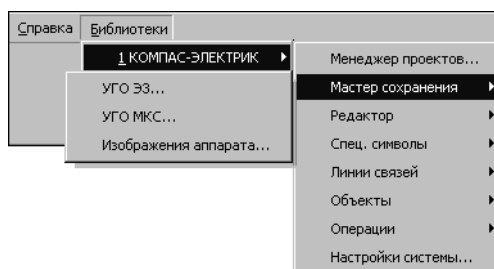 Справка Библиотеки
1 КОМПАС-ЭЛЕКТРИК
УГО ЭЗ...
УГО МКС...
Изображения аппарата...
Менеджер проектов...
Мастер сохранения
Редактор
Спец. символы
Линии связей
Объекты
Операции
Настройки системы...